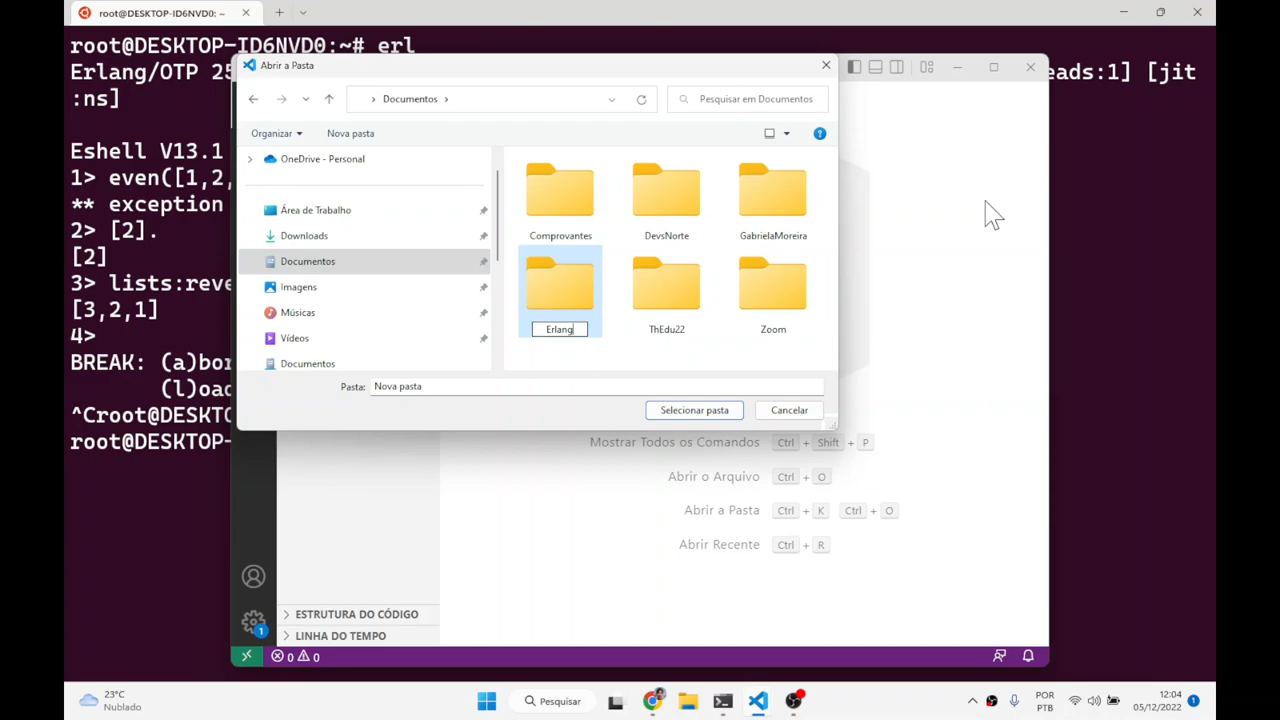 root@DESKTOP-ID6NVD0: ~
root@DESKTOP-ID6NVD0:~# erl
Erlang/OTP 25
eads:1] [jit
:ns]
Eshell V13.1
1> even([1,2,
** exception
2> [2].
[2]
3> lists:reve
[3,2,1]
4>
BREAK: (a)bor
(l)oad
^Croot@DESKTO
root@DESKTOP-
Abrir a Pasta
Documentos
Pesquisar em Documentos
Organizar
Nova pasta
OneDrive - Personal
Área de Trabalho
Downloads
Documentos
Imagens
Músicas
Vídeos
Documentos
Comprovantes
DevsNorte
GabrielaMoreira
Erlang
ThEdu22
Zoom
Pasta: Nova pasta
Selecionar pasta
Cancelar
Mostrar Todos os Comandos Ctrl + Shift + P
Abrir o Arquivo Ctrl + O
Abrir a Pasta Ctrl + K Ctrl + O
Abrir Recente Ctrl + R
1
ESTRUTURA DO CÓDIGO
LINHA DO TEMPO
0 0
23°C
Nublado
Pesquisar
POR
PTB
12:04
05/12/2022
1